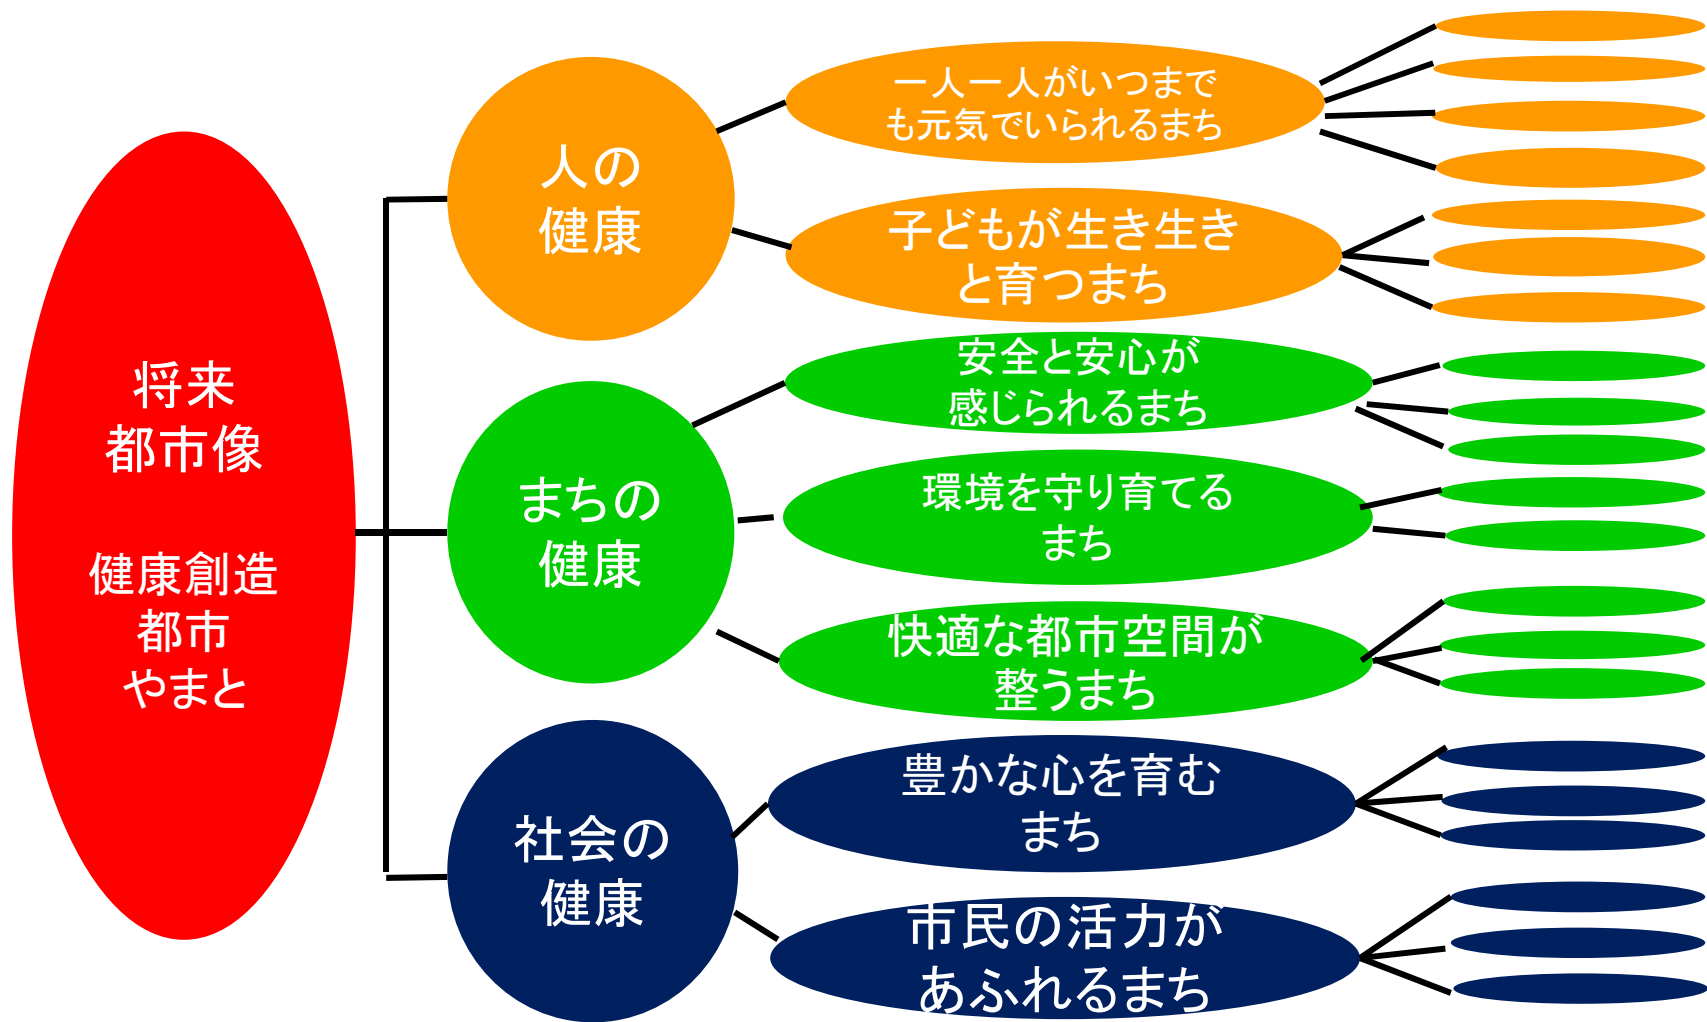 将来
都市像
健康創造
都市
やまと
人の
健康
一人一人がいつまで
も元気でいられるまち
子どもが生き生き
と育つまち
まちの
健康
安全と安心が
感じられるまち
環境を守り育てる
まち
快適な都市空間が
整うまち
社会の
健康
豊かな心を育む
まち
市民の活力が
あふれるまち